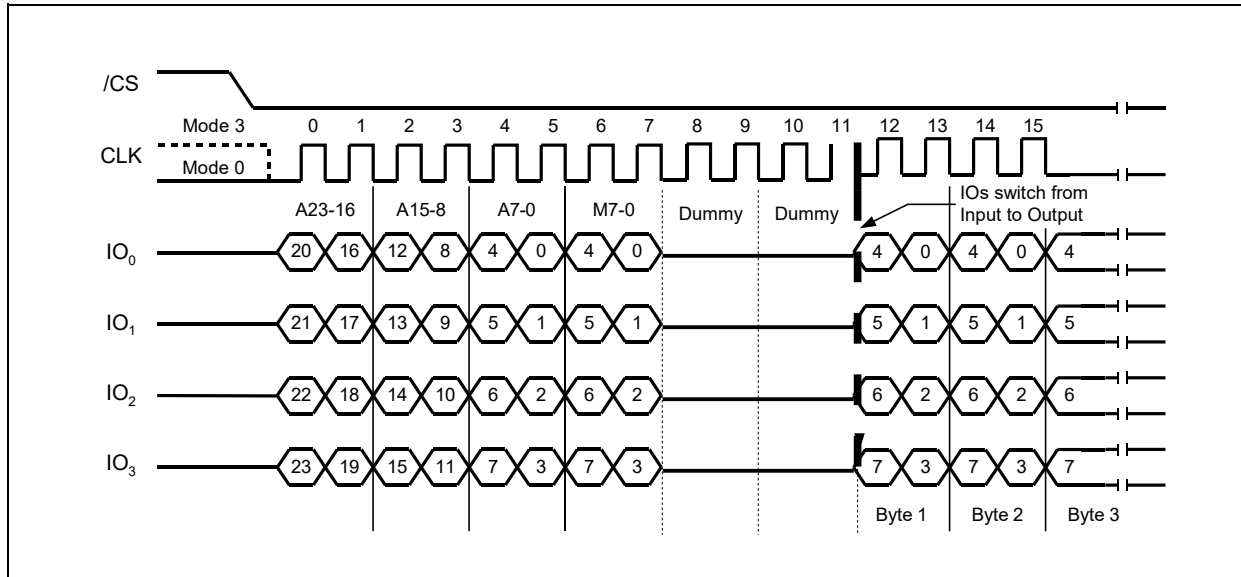 /CS
Mode 3 0 1 2 3 4 5 6 7 8 9 10 11 12 13 14 15
CLK
Mode 0
IOs switch from
Input to Output
A23-16 A15-8 A7-0 M7-0 Dummy Dummy
IO0 20 16 12 8 4 0 4 0 4 0 4 0 4
IO1 21 17 13 9 5 1 5 1 5 1 5 1 5
IO2 22 18 14 10 6 2 6 2 6 2 6 2 6
IO3 23 19 15 11 7 3 7 3 7 3 7 3 7
Byte 1 Byte 2 Byte 3